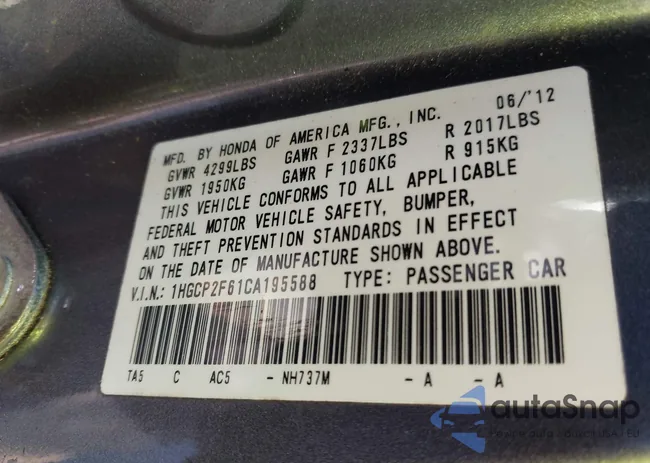 MFD. BY HONDA OF AMERICA MFG., INC. 06/'12
GVWR 4299LBS GAWR F 2337LBS R 2017LBS
GVWR 1950KG GAWR F 1060KG R 915KG
THIS VEHICLE CONFORMS TO ALL APPLICABLE
FEDERAL MOTOR VEHICLE SAFETY, BUMPER,
AND THEFT PREVENTION STANDARDS IN EFFECT
ON THE DATE OF MANUFACTURE SHOWN ABOVE.
V.I.N.: 1HGCP2F61CA195588 TYPE: PASSENGER CAR
TA5 C AC5 - NH737M - A - A
autaSnap